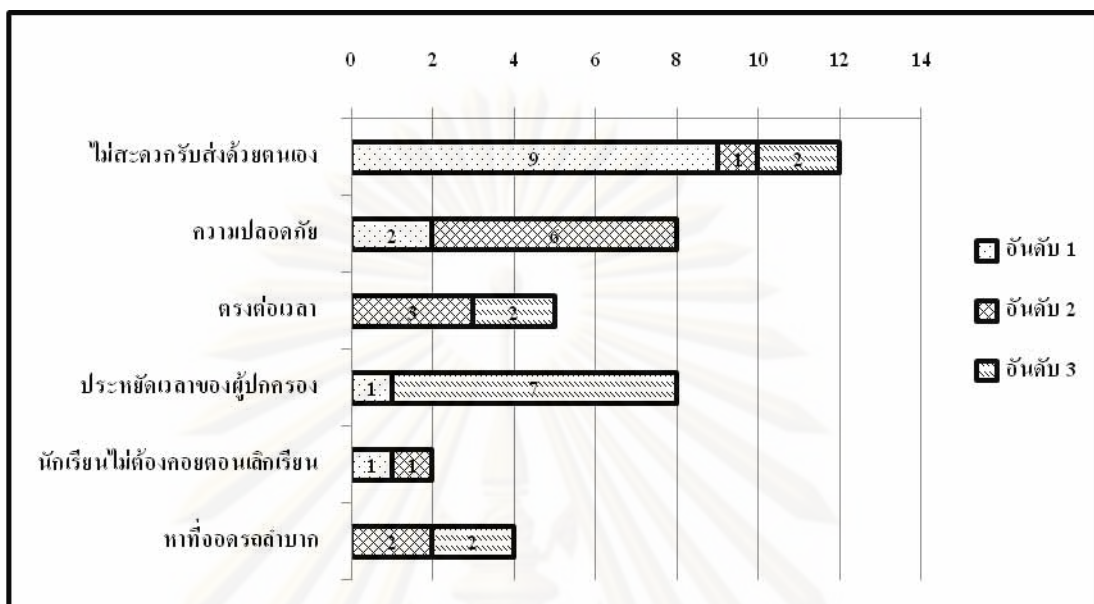 0 2 4 6 8 10 12 14
ไม่สะดวกรับส่งด้วยตนเอง
9 1 2
ความปลอดภัย
2 6
ตรงต่อเวลา
3 2
ประหยัดเวลาของผู้ปกครอง
1 7
นักเรียนไม่ต้องคอยตอนเลิกเรียน
1 1
หาที่จอดรถลำบาก
2 2
อันดับ 1
อันดับ 2
อันดับ 3